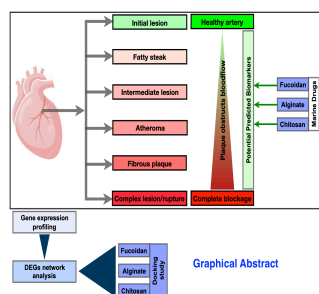 Initial lesion
Healthy artery
Fatty steak
Intermediate lesion
Atheroma
Fibrous plaque
Complex lesion/rupture
Complete blockage
Plaque obstructs bloodflow
Potential Predicted Biomarkers
Fucoidan
Alginate
Chitosan
Marine Drugs
Gene expression
profiling
DEGs network
analysis
Fucoidan
Alginate
Chitosan
Docking
study
Graphical Abstract